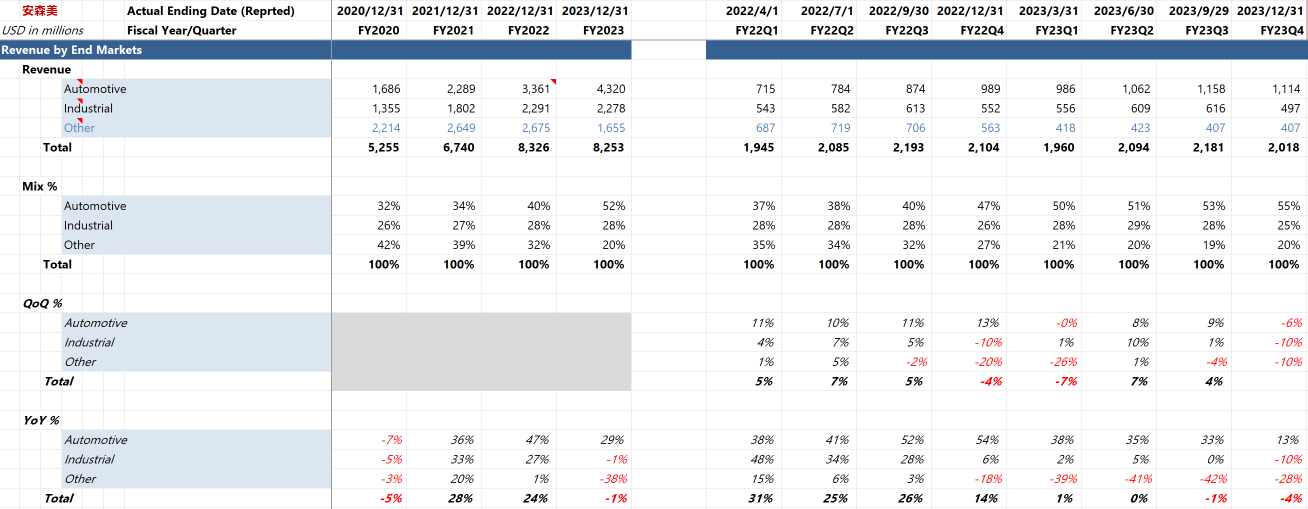 安森美 Actual Ending Date (Reprted) 2020/12/31 2021/12/31 2022/12/31 2023/12/31 2022/4/1 2022/7/1 2022/9/30 2022/12/31 2023/3/31 2023/6/30 2023/9/29 2023/12/31
USD in millions Fiscal Year/Quarter FY2020 FY2021 FY2022 FY2023 FY22Q1 FY22Q2 FY22Q3 FY22Q4 FY23Q1 FY23Q2 FY23Q3 FY23Q4
Revenue by End Markets
Revenue
Automotive 1,686 2,289 3,361 4,320 715 784 874 989 986 1,062 1,158 1,114
Industrial 1,355 1,802 2,291 2,278 543 582 613 552 556 609 616 497
Other 2,214 2,649 2,675 1,655 687 719 706 563 418 423 407 407
Total 5,255 6,740 8,326 8,253 1,945 2,085 2,193 2,104 1,960 2,094 2,181 2,018
Mix %
Automotive 32% 34% 40% 52% 37% 38% 40% 47% 50% 51% 53% 55%
Industrial 26% 27% 28% 28% 28% 28% 28% 26% 28% 29% 28% 25%
Other 42% 39% 32% 20% 35% 34% 32% 27% 21% 20% 19% 20%
Total 100% 100% 100% 100% 100% 100% 100% 100% 100% 100% 100% 100%
QoQ %
Automotive 11% 10% 11% 13% -0% 8% 9% -6%
Industrial 4% 7% 5% -10% 1% 10% 1% -10%
Other 1% 5% -2% -20% -26% 1% -4% -10%
Total 5% 7% 5% -4% -7% 7% 4%
YoY %
Automotive -7% 36% 47% 29% 38% 41% 52% 54% 38% 35% 33% 13%
Industrial -5% 33% 27% -1% 48% 34% 28% 6% 2% 5% 0% -10%
Other -3% 20% 1% -38% 15% 6% 3% -18% -39% -41% -42% -28%
Total -5% 28% 24% -1% 31% 25% 26% 14% 1% 0% -1% -4%